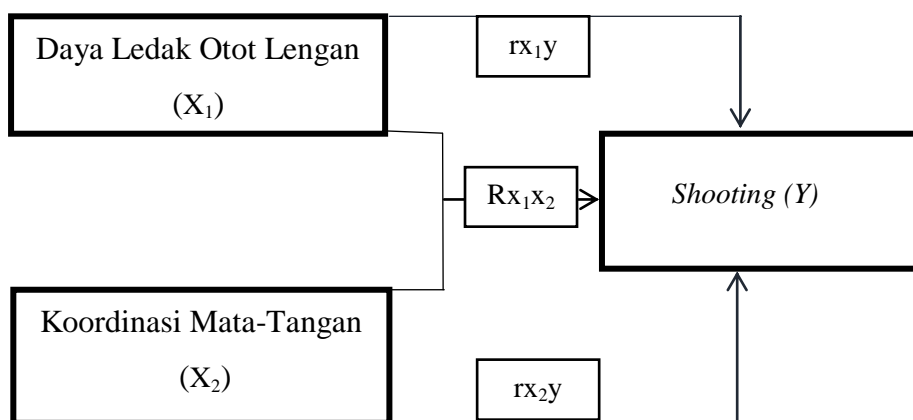 Daya Ledak Otot Lengan
(X₁)
rx₁y
Rx₁x₂
Shooting (Y)
Koordinasi Mata-Tangan
(X₂)
rx₂y